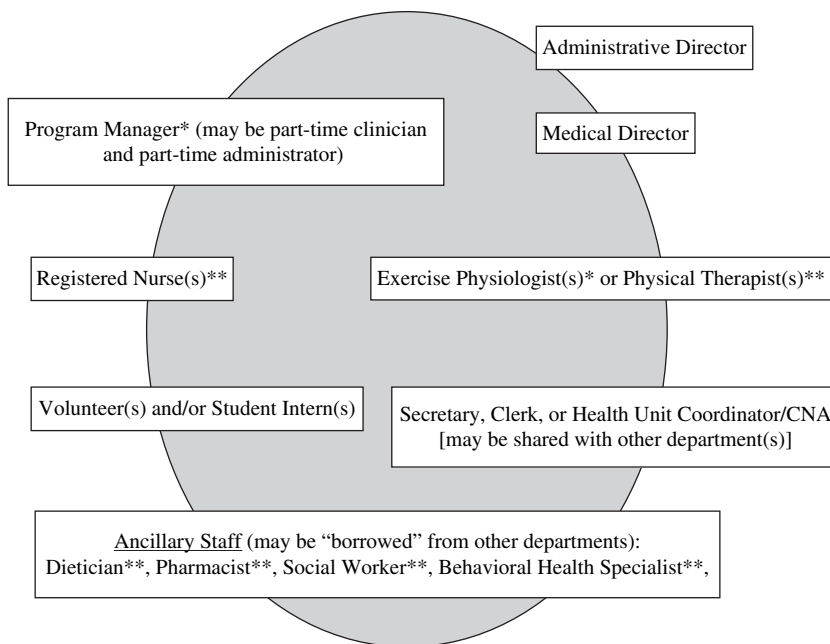 Administrative Director
Program Manager* (may be part-time clinician
and part-time administrator)
Medical Director
Registered Nurse(s)**
Exercise Physiologist(s)* or Physical Therapist(s)**
Volunteer(s) and/or Student Intern(s)
Secretary, Clerk, or Health Unit Coordinator/CNA
[may be shared with other department(s)]
Ancillary Staff (may be “borrowed” from other departments):
Dietician**, Pharmacist**, Social Worker**, Behavioral Health Specialist**,